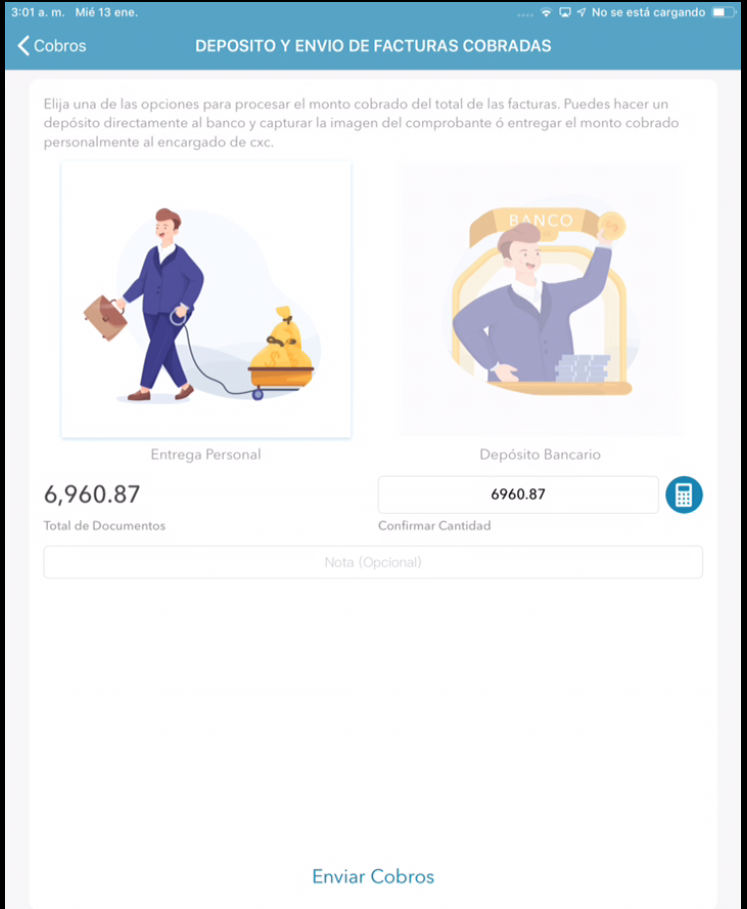 3:01 a. m. Mié 13 ene.
No se está cargando
Cobros
DEPOSITO Y ENVIO DE FACTURAS COBRADAS
Elija una de las opciones para procesar el monto cobrado del total de las facturas. Puedes hacer un
depósito directamente al banco y capturar la imagen del comprobante ó entregar el monto cobrado
personalmente al encargado de cxc.
BANCO
Entrega Personal
Depósito Bancario
6,960.87
6960.87
Total de Documentos
Confirmar Cantidad
Nota (Opcional)
Enviar Cobros